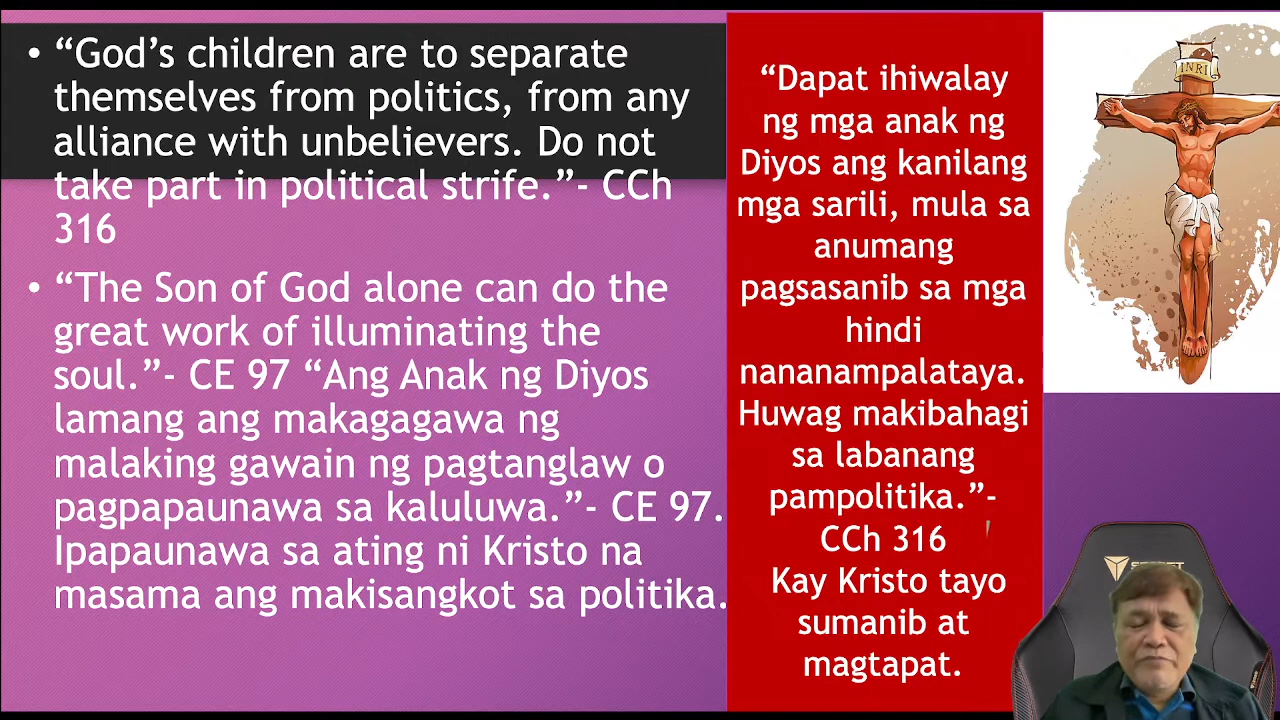 • “God’s children are to separate
themselves from politics, from any
alliance with unbelievers. Do not
take part in political strife.”- CCh
316
• “The Son of God alone can do the
great work of illuminating the
soul.”- CE 97 “Ang Anak ng Diyos
lamang ang makagagawa ng
malaking gawain ng pagtanglaw o
pagpapaunawa sa kaluluwa.”- CE 97.
Ipapaunawa sa ating ni Kristo na
masama ang makisangkot sa politika.
“Dapat ihiwalay
ng mga anak ng
Diyos ang kanilang
mga sarili, mula sa
anumang
pagsasanib sa mga
hindi
nananampalataya.
Huwag makibahagi
sa labanang
pampolitika.”-
CCh 316
Kay Kristo tayo
sumanib at
magtapat.
INRI